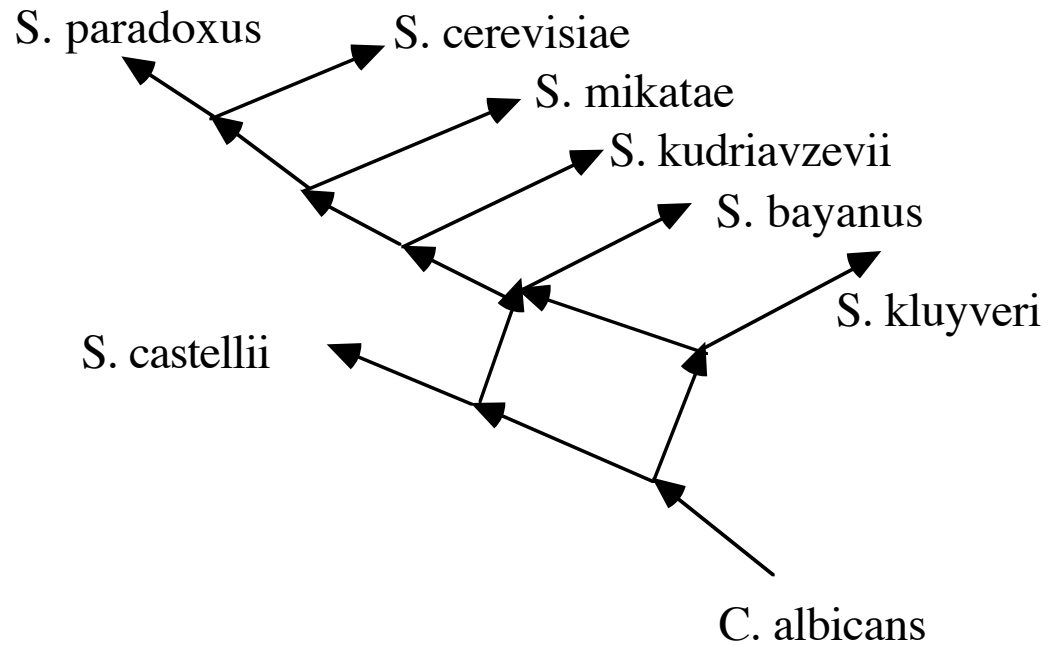 S. paradoxus
S. cerevisiae
S. mikatae
S. kudriavzevii
S. bayanus
S. kluyveri
S. castellii
C. albicans